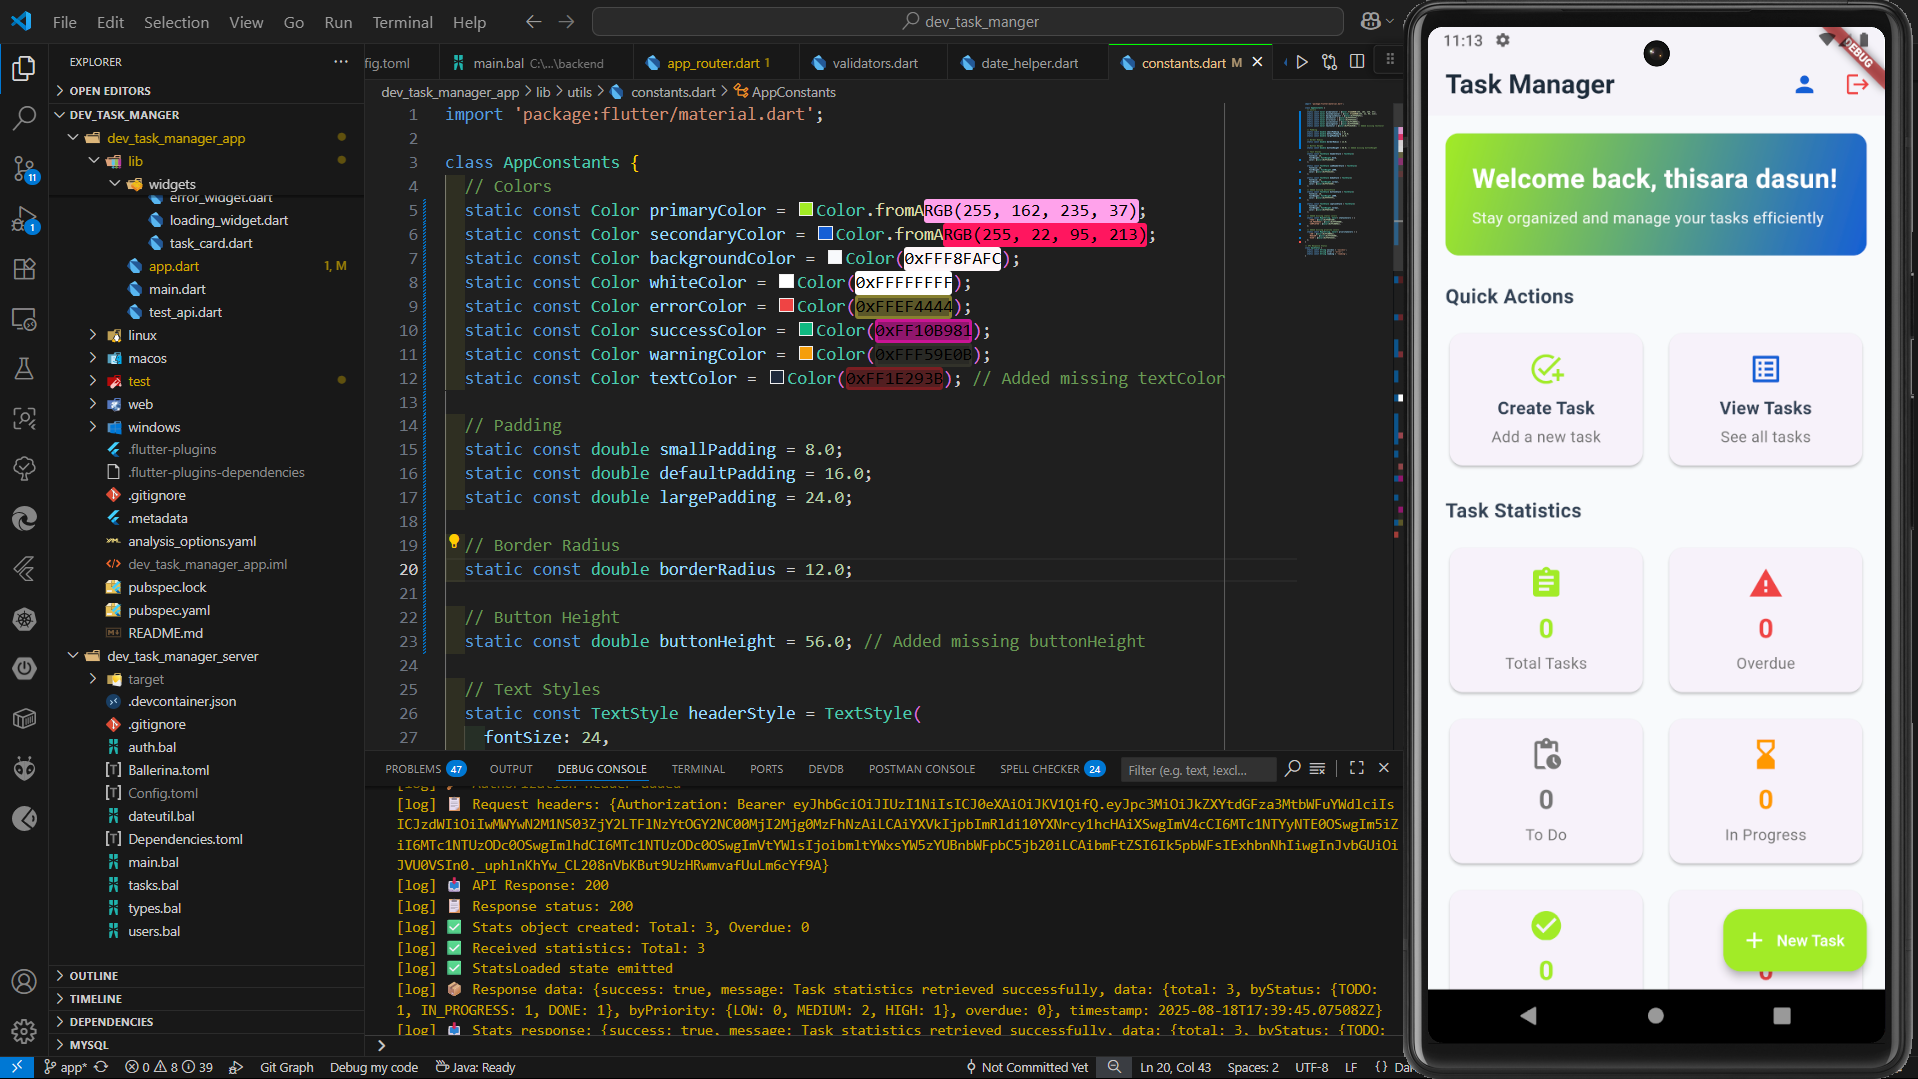 File Edit Selection View Go Run Terminal Help
dev_task_manger
EXPLORER
OPEN EDITORS
DEV_TASK_MANGER
dev_task_manager_app
lib
widgets
error_widget.dart
loading_widget.dart
task_card.dart
app.dart 1, M
main.dart
test_api.dart
linux
macos
test
web
windows
.flutter-plugins
.flutter-plugins-dependencies
.gitignore
.metadata
analysis_options.yaml
dev_task_manager_app.iml
pubspec.lock
pubspec.yaml
README.md
dev_task_manager_server
target
.devcontainer.json
.gitignore
auth.bal
Ballerina.toml
Config.toml
dateutil.bal
Dependencies.toml
main.bal
tasks.bal
types.bal
users.bal
OUTLINE
TIMELINE
DEPENDENCIES
MYSQL
11
1
fig.toml main.bal C:\...\backend app_router.dart 1 validators.dart date_helper.dart constants.dart M
dev_task_manager_app > lib > utils > constants.dart > AppConstants
1 import 'package:flutter/material.dart';
2
3 class AppConstants {
4 // Colors
5 static const Color primaryColor = Color.fromARGB(255, 162, 235, 37);
6 static const Color secondaryColor = Color.fromARGB(255, 22, 95, 213);
7 static const Color backgroundColor = Color(0xFFF8FAFC);
8 static const Color whiteColor = Color(0xFFFFFFFF);
9 static const Color errorColor = Color(0xFFEF4444);
10 static const Color successColor = Color(0xFF10B981);
11 static const Color warningColor = Color(0xFFF59E0B);
12 static const Color textColor = Color(0xFF1E293B); // Added missing textColor
13
14 // Padding
15 static const double smallPadding = 8.0;
16 static const double defaultPadding = 16.0;
17 static const double largePadding = 24.0;
18
19 // Border Radius
20 static const double borderRadius = 12.0;
21
22 // Button Height
23 static const double buttonHeight = 56.0; // Added missing buttonHeight
24
25 // Text Styles
26 static const TextStyle headerStyle = TextStyle(
27 fontSize: 24,
PROBLEMS 47 OUTPUT DEBUG CONSOLE TERMINAL PORTS DEVDB POSTMAN CONSOLE SPELL CHECKER 24 Filter (e.g. text, !excl...
[log] Authorization header added
[log] 📋 Request headers: {Authorization: Bearer
[log] 📬 API Response: 200
[log] 📋 Response status: 200
[log] ✅ Stats object created: Total: 3, Overdue: 0
[log] ✅ Received statistics: Total: 3
[log] ✅ StatsLoaded state emitted
[log] 📦 Response data: {success: true, message: Task statistics retrieved successfully, data: {total: 3, byStatus: {TODO:
1, IN_PROGRESS: 1, DONE: 1}, byPriority: {LOW: 0, MEDIUM: 2, HIGH: 1}, overdue: 0}, timestamp: 2025-08-18T17:39:45.075082Z}
[log] 📬 Stats response: {success: true, message: Task statistics retrieved successfully, data: {total: 3, byStatus: {TODO:
app* 0 8 39 Git Graph Debug my code Java: Ready Not Committed Yet Ln 20, Col 43 Spaces: 2 UTF-8 LF {} Dar
11:13
DEBUG
Task Manager
Welcome back, thisara dasun!
Stay organized and manage your tasks efficiently
Quick Actions
Create Task
Add a new task
View Tasks
See all tasks
Task Statistics
0
Total Tasks
0
Overdue
0
To Do
0
In Progress
0
0
+ New Task